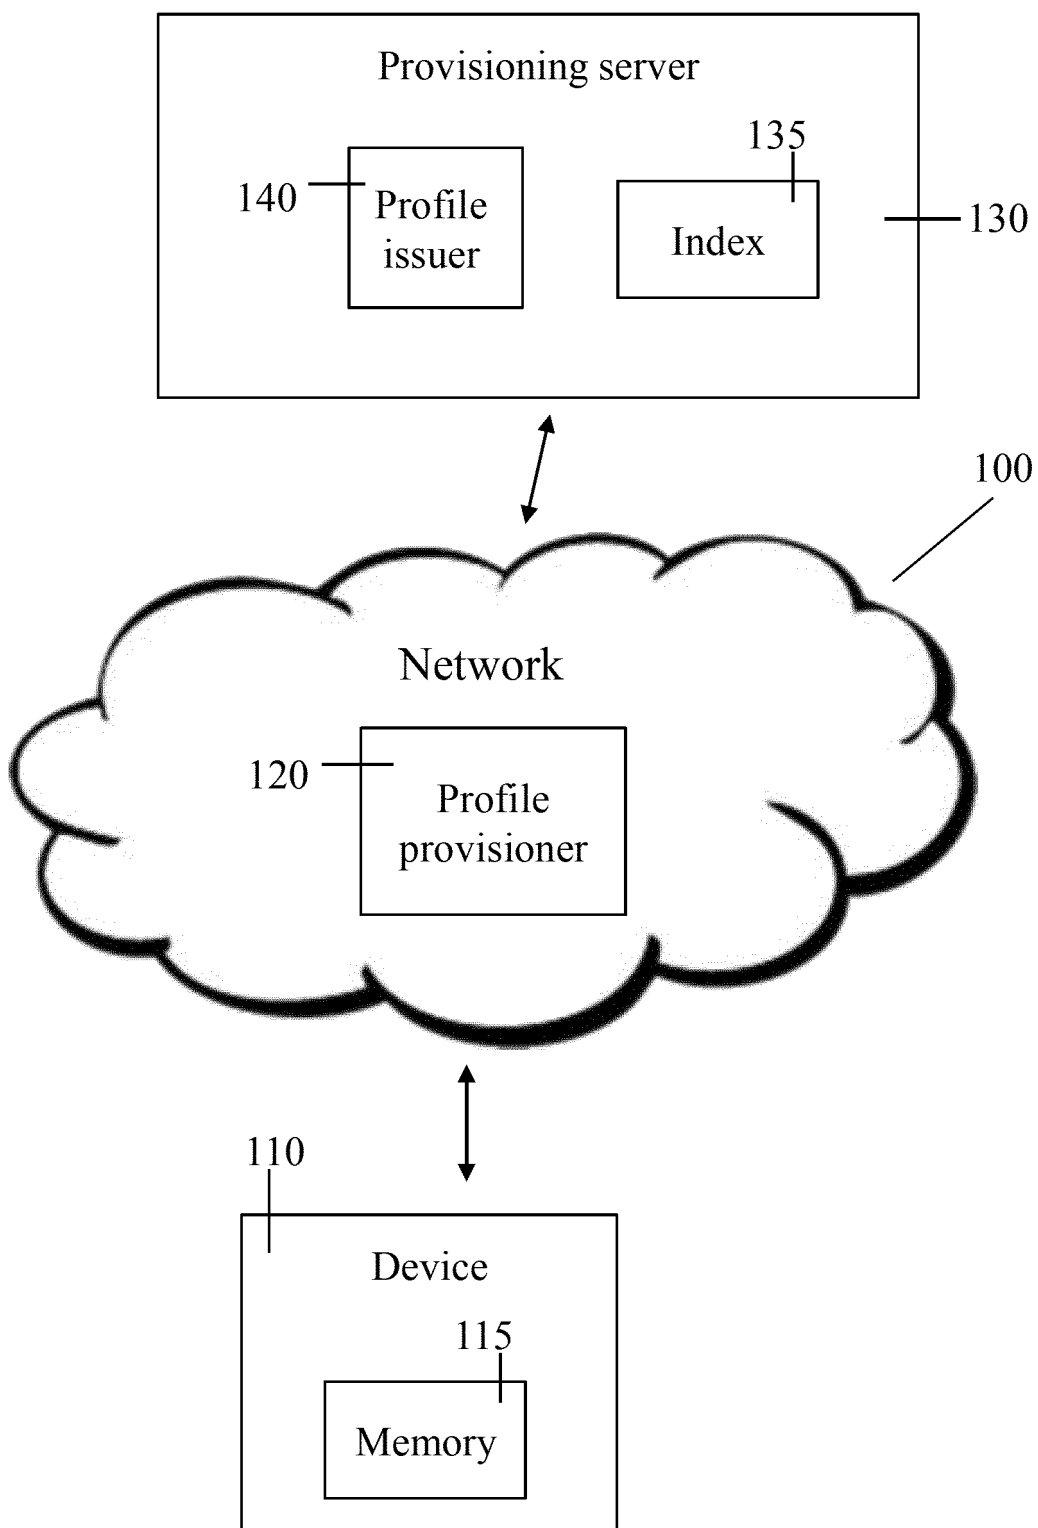 Provisioning server
135
140
Profile
issuer
Index
130
100
Network
120
Profile
provisioner
110
Device
115
Memory